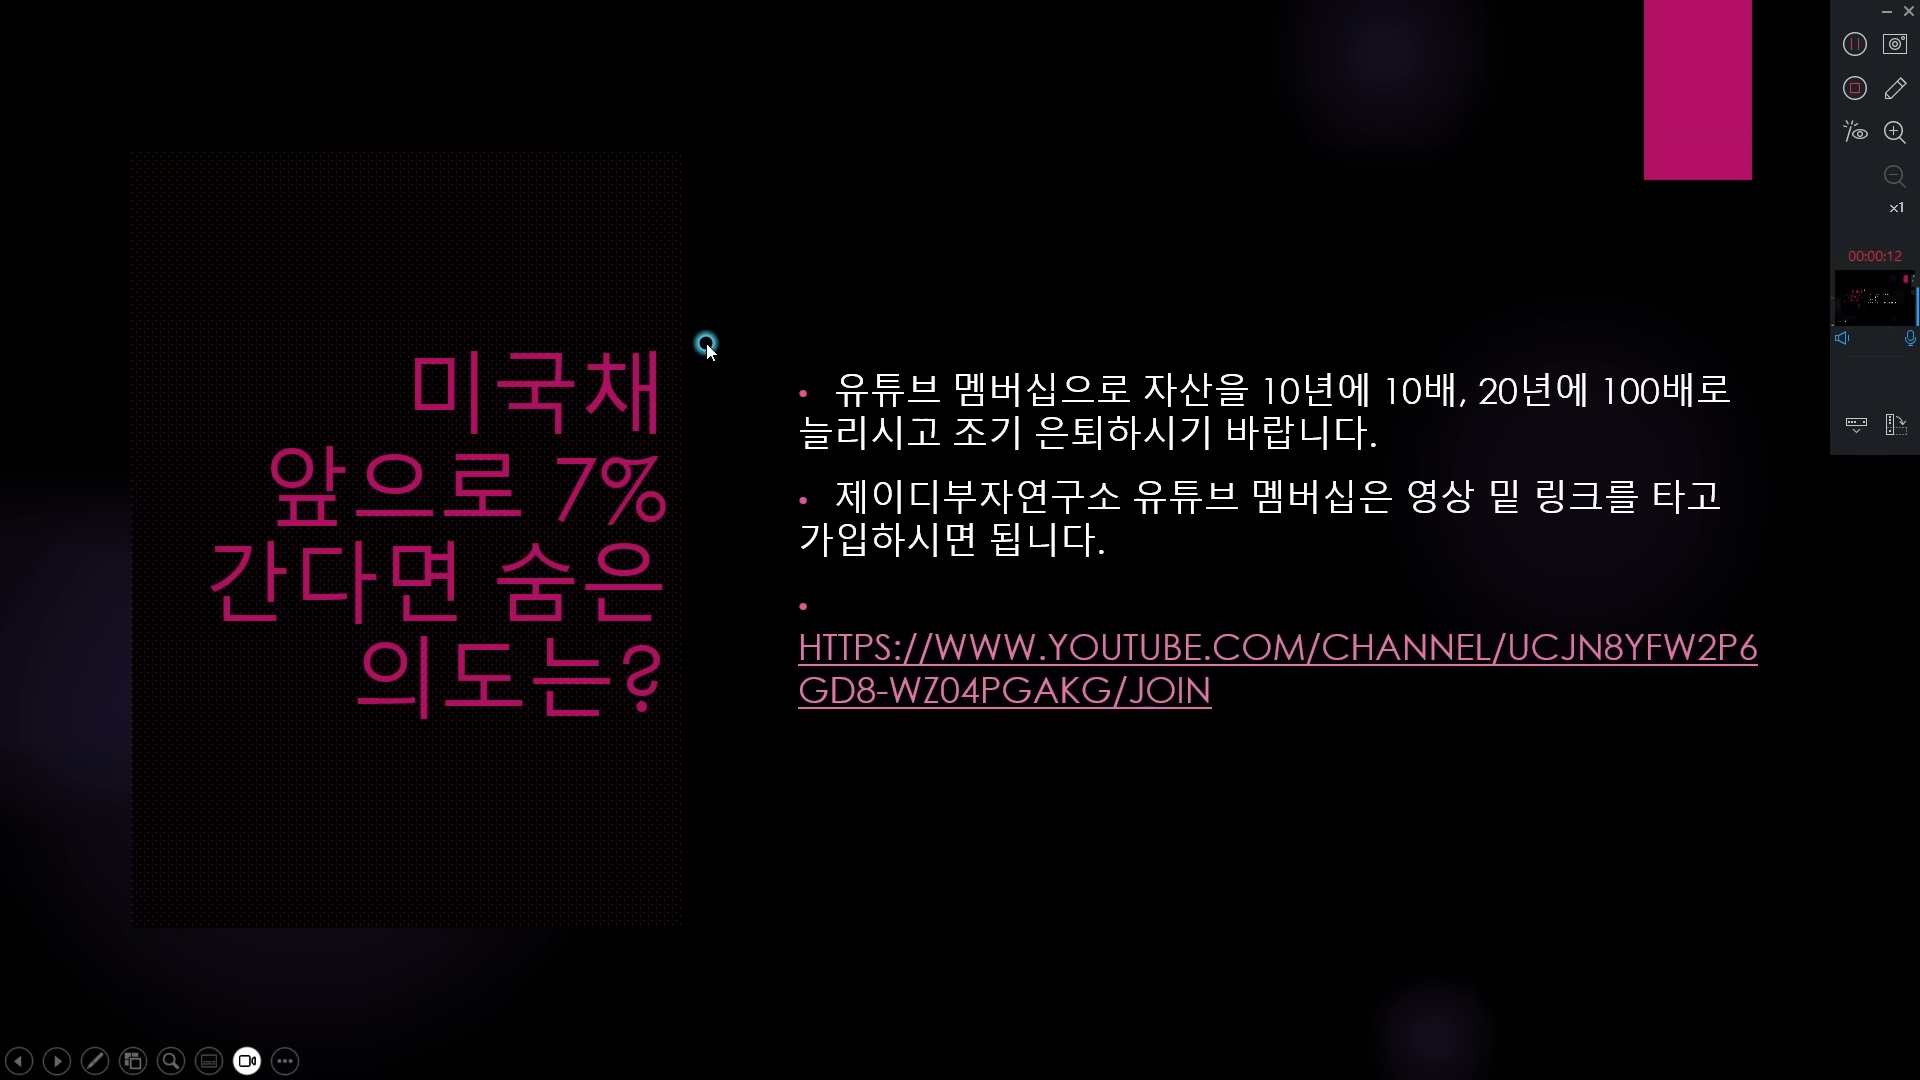 미국채
앞으로 7%
간다면 숨은
의도는?
• 유튜브 멤버십으로 자산을 10년에 10배, 20년에 100배로
늘리시고 조기 은퇴하시기 바랍니다.
• 제이디부자연구소 유튜브 멤버십은 영상 밑 링크를 타고
가입하시면 됩니다.
•
HTTPS://WWW.YOUTUBE.COM/CHANNEL/UCJN8YFW2P6
GD8-WZ04PGAKG/JOIN
x1
00:00:12